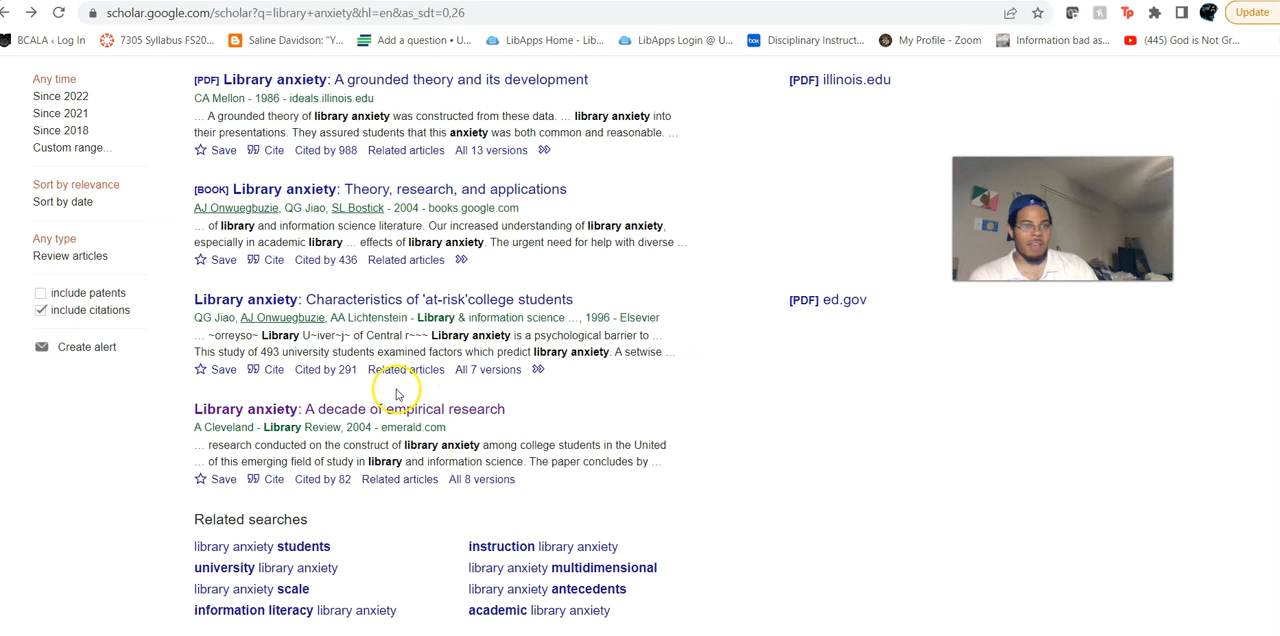 scholar.google.com/scholar?q=library+anxiety&hl=en&as_sdt=0,26
Update
BCALA ‹ Log In
7305 Syllabus FS20...
Saline Davidson: "Y...
Add a question • U...
LibApps Home - Lib...
LibApps Login @ U...
box
Disciplinary Instruct...
My Profile - Zoom
Information bad as...
(445) God is Not Gr...
Any time
Since 2022
Since 2021
Since 2018
Custom range...
Sort by relevance
Sort by date
Any type
Review articles
include patents
include citations
Create alert
[PDF] Library anxiety: A grounded theory and its development
CA Mellon - 1986 - ideals.illinois.edu
... A grounded theory of library anxiety was constructed from these data. ... library anxiety into
their presentations. They assured students that this anxiety was both common and reasonable. ...
Save Cite Cited by 988 Related articles All 13 versions
[PDF] illinois.edu
[BOOK] Library anxiety: Theory, research, and applications
AJ Onwuegbuzie, QG Jiao, SL Bostick - 2004 - books.google.com
... of library and information science literature. Our increased understanding of library anxiety,
especially in academic library ... effects of library anxiety. The urgent need for help with diverse ...
Save Cite Cited by 436 Related articles
Library anxiety: Characteristics of 'at-risk'college students
QG Jiao, AJ Onwuegbuzie, AA Lichtenstein - Library & information science ..., 1996 - Elsevier
... ~orreyso~ Library U~iver~j~ of Central r~~~ Library anxiety is a psychological barrier to ...
This study of 493 university students examined factors which predict library anxiety. A setwise ...
Save Cite Cited by 291 Related articles All 7 versions
[PDF] ed.gov
Library anxiety: A decade of empirical research
A Cleveland - Library Review, 2004 - emerald.com
... research conducted on the construct of library anxiety among college students in the United
... of this emerging field of study in library and information science. The paper concludes by ...
Save Cite Cited by 82 Related articles All 8 versions
Related searches
library anxiety students
university library anxiety
library anxiety scale
information literacy library anxiety
instruction library anxiety
library anxiety multidimensional
library anxiety antecedents
academic library anxiety